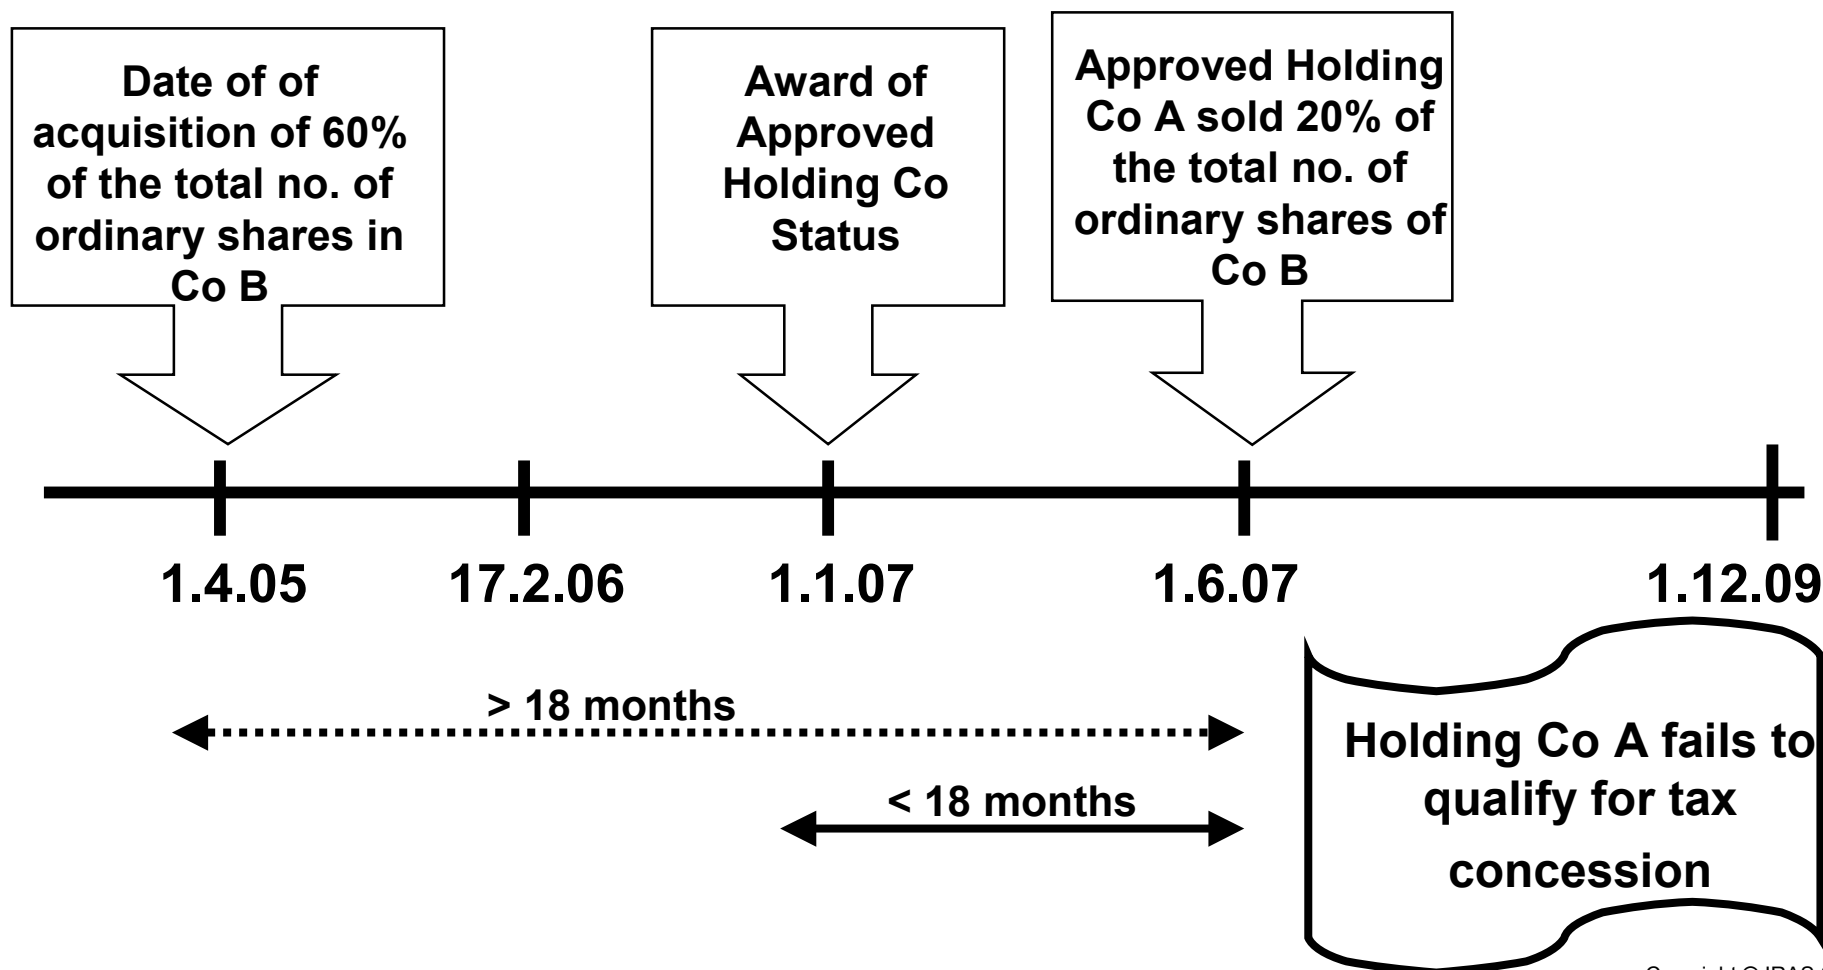 Date of of
acquisition of 60%
of the total no. of
ordinary shares in
Co B
Award of
Approved
Holding Co
Status
Approved Holding
Co A sold 20% of
the total no. of
ordinary shares of
Co B
1.4.05
17.2.06
1.1.07
1.6.07
1.12.09
> 18 months
< 18 months
Holding Co A fails to
qualify for tax
concession